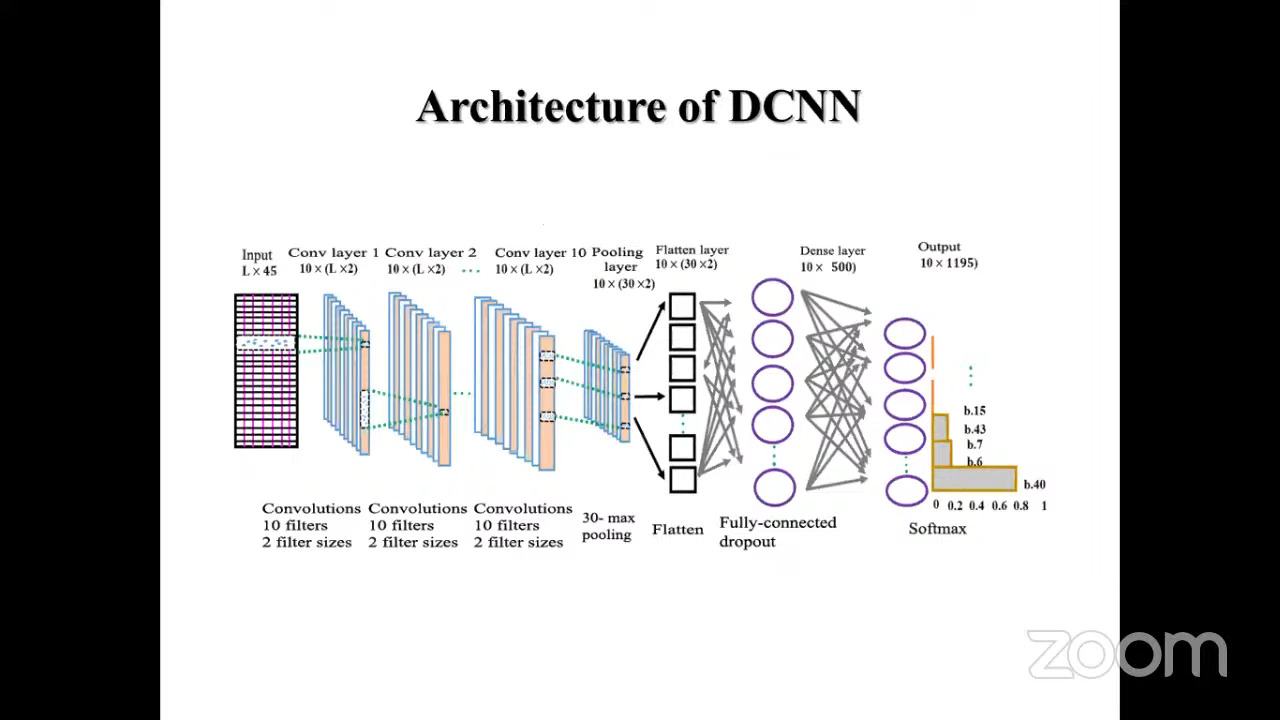 Architecture of DCNN
Input
L × 45
Conv layer 1
10 × (L ×2)
Conv layer 2
10 × (L ×2)
...
Conv layer 10
10 × (L ×2)
Pooling
layer
10 × (30 ×2)
Flatten layer
10 × (30 ×2)
Dense layer
10 × 500)
Output
10 × 1195)
b.15
b.43
b.7
b.6
b.40
0 0.2 0.4 0.6 0.8 1
Convolutions
10 filters
2 filter sizes
Convolutions
10 filters
2 filter sizes
Convolutions
10 filters
2 filter sizes
30- max
pooling
Flatten
Fully-connected
dropout
Softmax
zoom